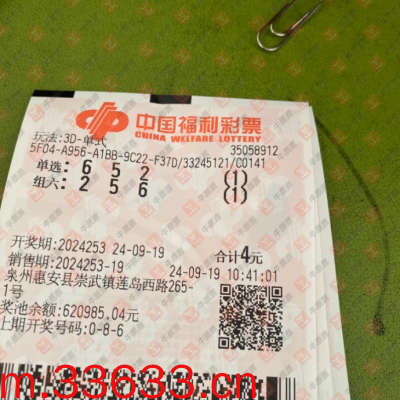 中国福利彩票
CHINA WELFARE LOTTERY
玩法:3D-单式 35058912
5F04-A956-A1BB-9C22-F37D/33245121/C0141
单选: 6 5 2 (1)
组六: 2 5 6 (1)
开奖期:2024253 24-09-19 合计4元
销售期:2024253-19 24-09-19 10:41:01
泉州惠安县崇武镇莲岛西路265-
1号
奖池余额:620985.04元
上期开奖号码:0-8-6
m.33633.cn